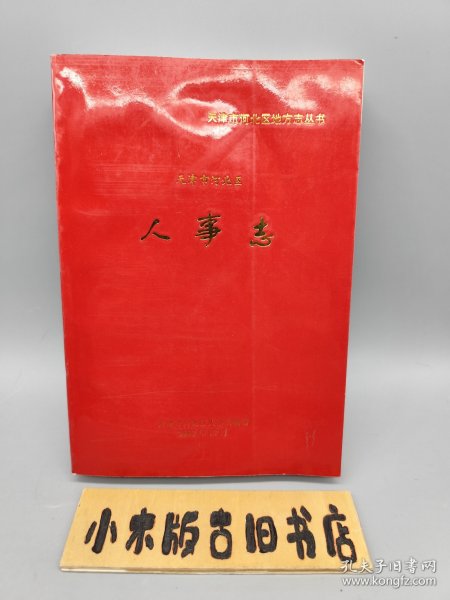 天津市河北区地方志丛书
天津市河北区
人事志
小宋版古旧书店
孔夫子旧书网
www.kongfz.com